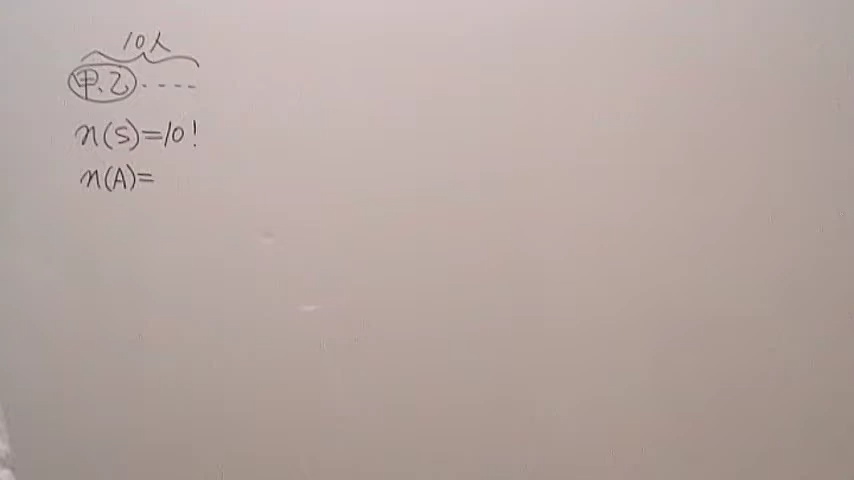 10人
甲、乙----
n(S)=10!
n(A)=